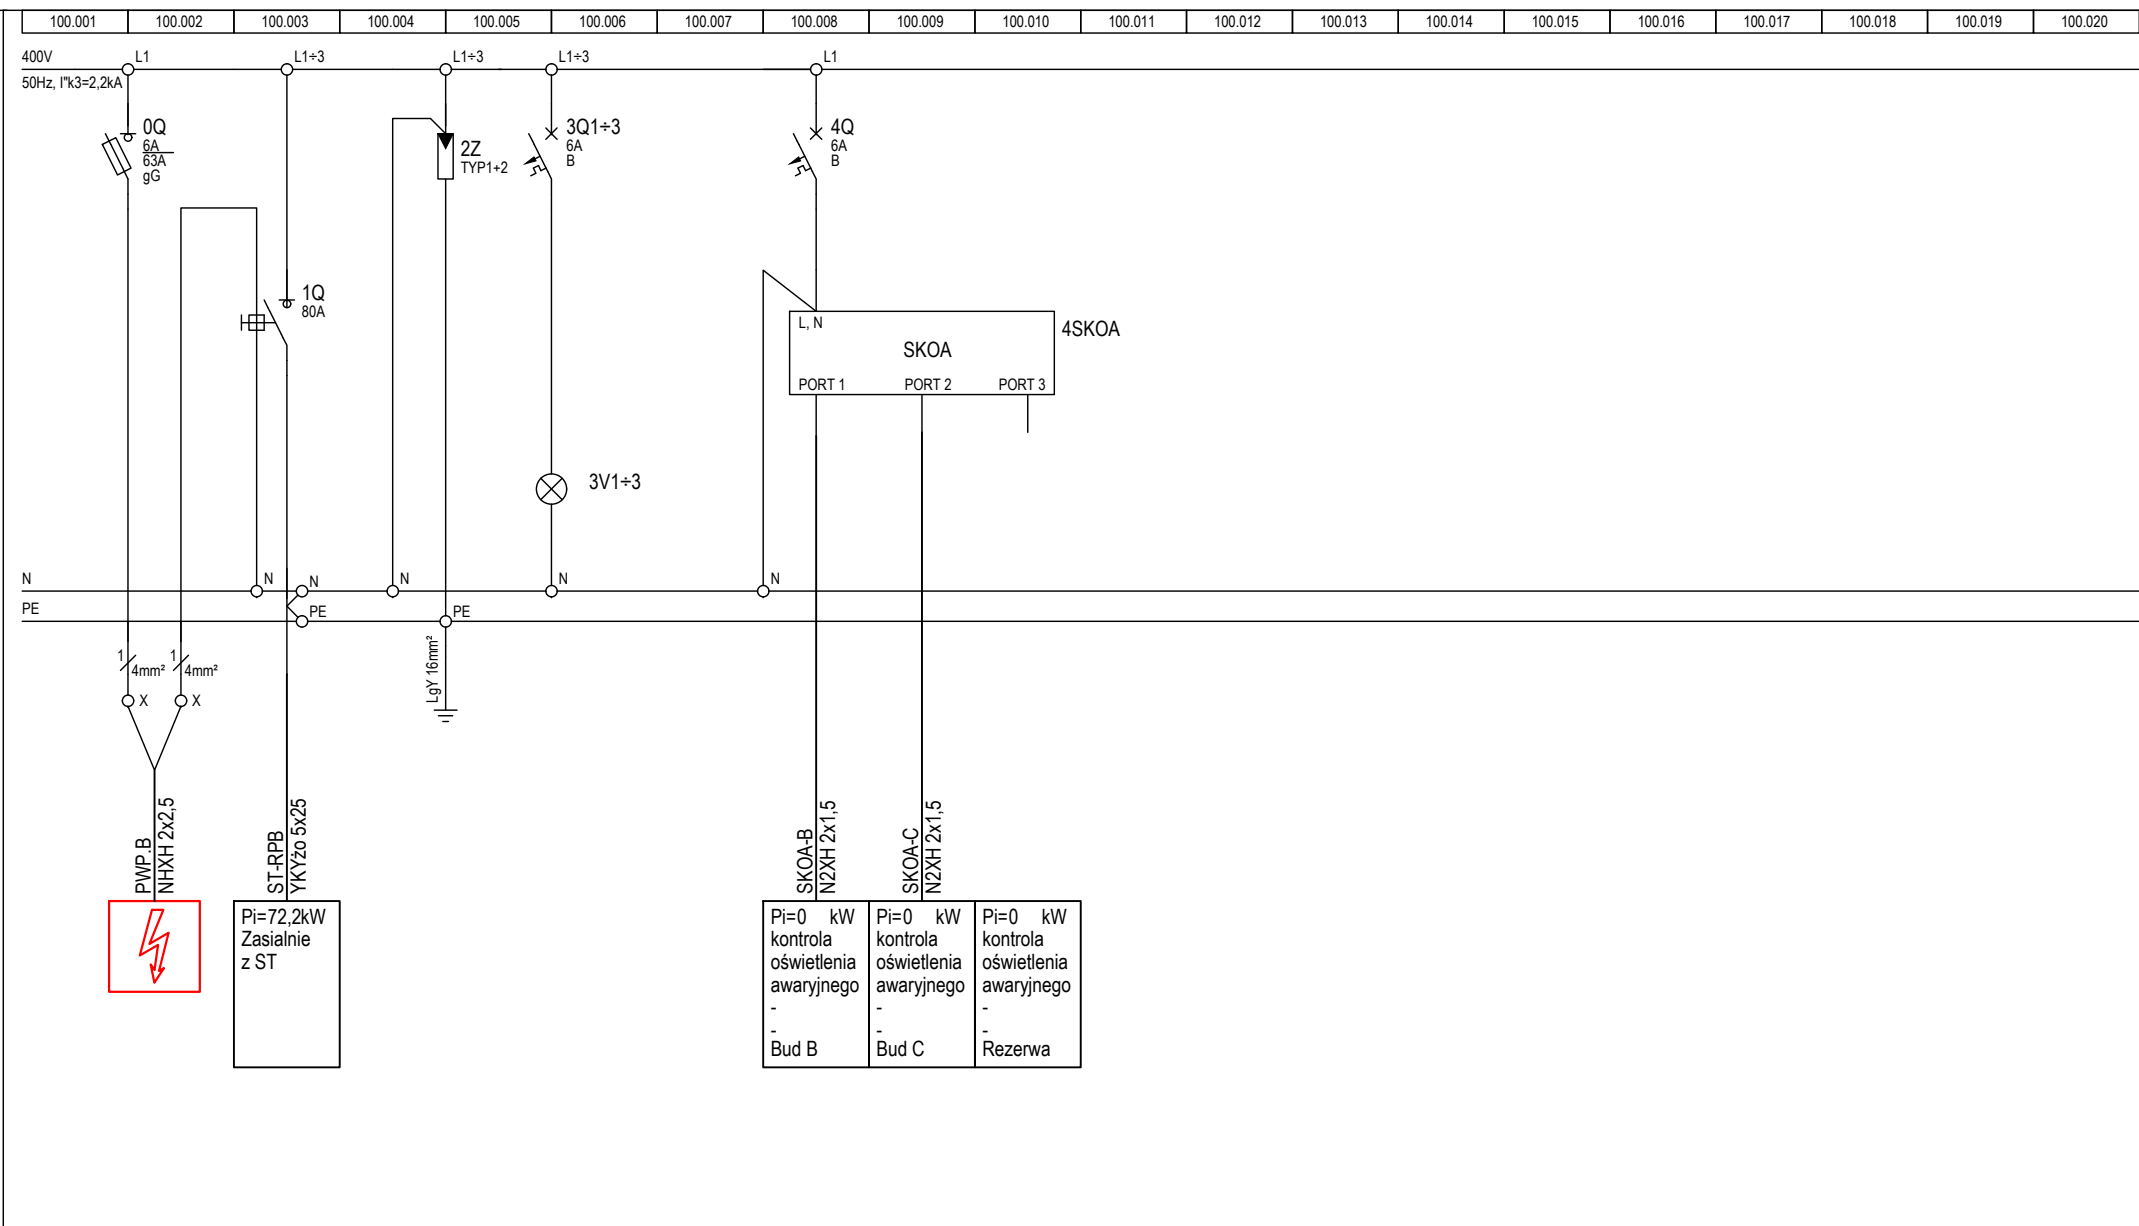 100.001 100.002 100.003 100.004 100.005 100.006 100.007 100.008 100.009 100.010 100.011 100.012 100.013 100.014 100.015 100.016 100.017 100.018 100.019 100.020
400V L1 L1÷3 L1÷3 L1÷3 L1
50Hz, I"k3=2,2kA
0Q
6A
63A
gG
2Z
TYP1+2
3Q1÷3
6A
B
4Q
6A
B
1Q
80A
L, N
SKOA
4SKOA
PORT 1 PORT 2 PORT 3
3V1÷3
N N N N N N
PE PE PE
1 4mm² 1 4mm²
X X
LgY 16mm²
PWP.B
NHXH 2x2,5
ST-RPB
YKYżo 5x25
SKOA-B
N2XH 2x1,5
SKOA-C
N2XH 2x1,5
Pi=72,2kW
Zasialnie
z ST
Pi=0 kW
kontrola
oświetlenia
awaryjnego
-
-
Bud B
Pi=0 kW
kontrola
oświetlenia
awaryjnego
-
-
Bud C
Pi=0 kW
kontrola
oświetlenia
awaryjnego
-
-
Rezerwa